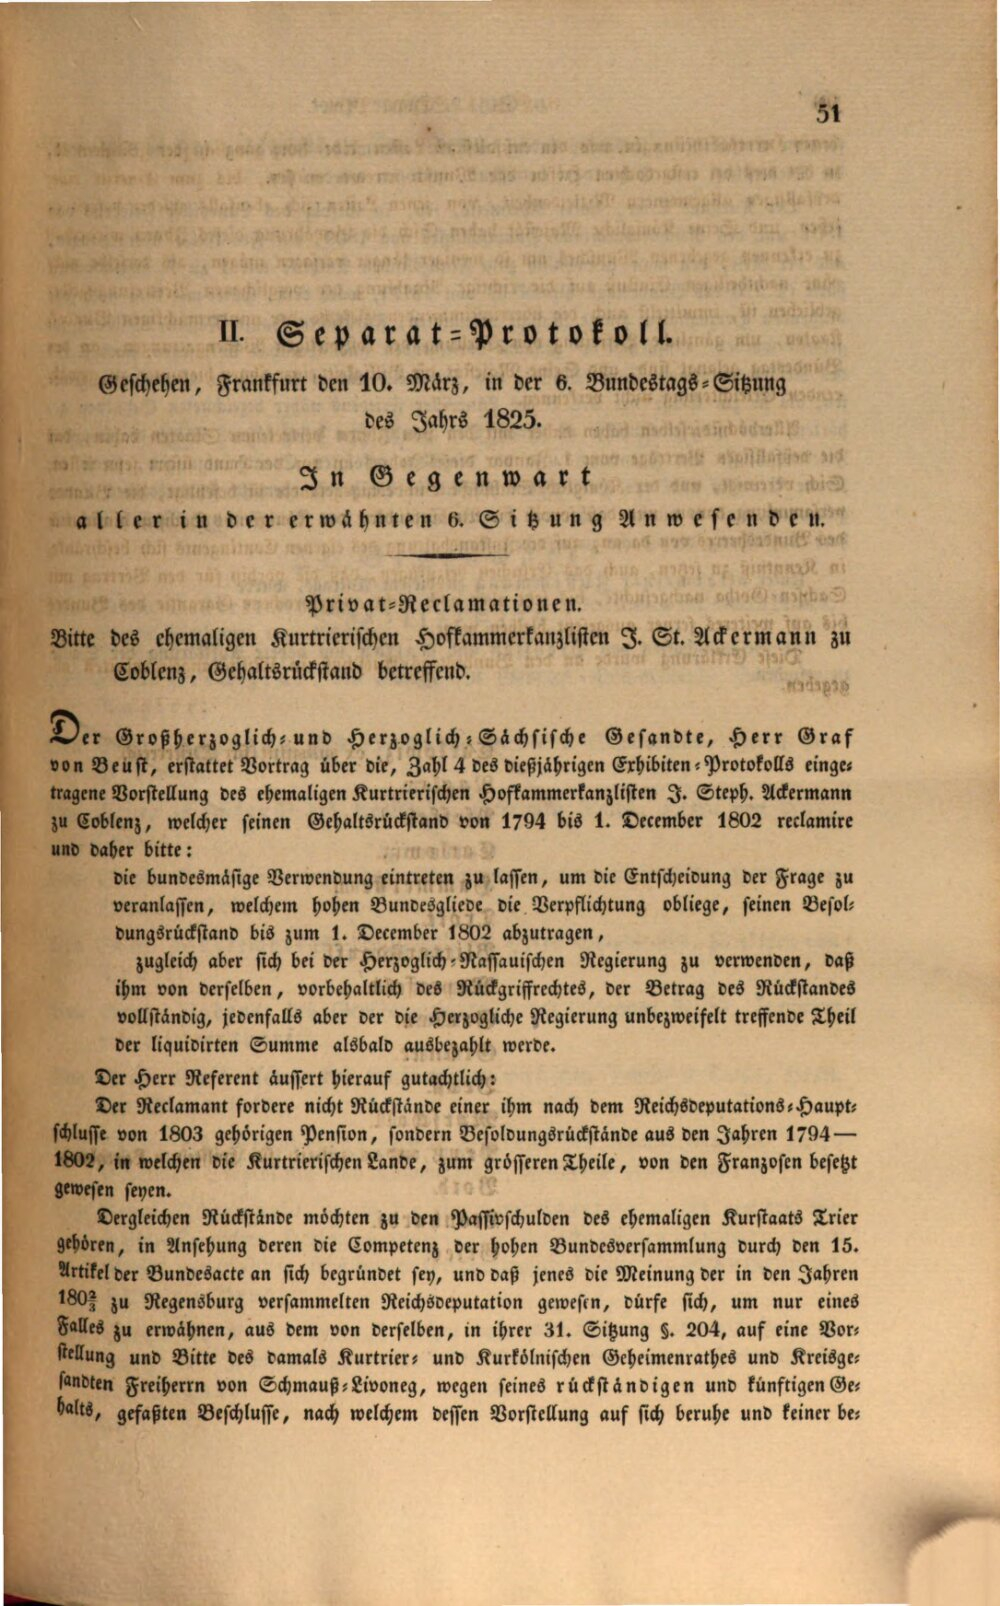 51
II. Separat-Protokoll.
Geschehen, Frankfurt den 10. März, in der 6. Bundestags-Sitzung
des Jahrs 1825.
In Gegenwart
aller in der erwähnten 6. Sitzung Anwesenden.
Privat-Reclamationen.
Bitte des ehemaligen Kurtrierischen Hofkammerkanzlisten J. St. Ackermann zu
Coblenz, Gehaltsrückstand betreffend.
Der Großherzoglich- und Herzoglich-Sächsische Gesandte, Herr Graf
von Beust, erstattet Vortrag über die, Zahl 4 des dießjährigen Exhibiten-Protokolls einge-
tragene Vorstellung des ehemaligen Kurtrierischen Hofkammerkanzlisten J. Steph. Ackermann
zu Coblenz, welcher seinen Gehaltsrückstand von 1794 bis 1. December 1802 reclamire
und daher bitte:
die bundesmäsige Verwendung eintreten zu lassen, um die Entscheidung der Frage zu
veranlassen, welchem hohen Bundesgliede die Verpflichtung obliege, seinen Besol-
dungsrückstand bis zum 1. December 1802 abzutragen,
zugleich aber sich bei der Herzoglich-Nassauischen Regierung zu verwenden, daß
ihm von derselben, vorbehaltlich des Rückgriffrechtes, der Betrag des Rückstandes
vollständig, jedenfalls aber der die Herzogliche Regierung unbezweifelt treffende Theil
der liquidirten Summe alsbald ausbezahlt werde.
Der Herr Referent äussert hierauf gutachtlich:
Der Reclamant fordere nicht Rückstände einer ihm nach dem Reichsdeputations-Haupt-
schlusse von 1803 gehörigen Pension, sondern Besoldungsrückstände aus den Jahren 1794—
1802, in welchen die Kurtrierischen Lande, zum grösseren Theile, von den Franzosen besetzt
gewesen seyen.
Dergleichen Rückstände möchten zu den Passivschulden des ehemaligen Kurstaats Trier
gehören, in Ansehung deren die Competenz der hohen Bundesversammlung durch den 15.
Artikel der Bundesacte an sich begründet sey, und daß jenes die Meinung der in den Jahren
180⅔ zu Regensburg versammelten Reichsdeputation gewesen, dürfe sich, um nur eines
Falles zu erwähnen, aus dem von derselben, in ihrer 31. Sitzung §. 204, auf eine Vor-
stellung und Bitte des damals Kurtrier- und Kurkölnischen Geheimenrathes und Kreisge-
sandten Freiherrn von Schmauß-Livoneg, wegen seines rückständigen und künftigen Ge-
halts, gefaßten Beschlusse, nach welchem dessen Vorstellung auf sich beruhe und keiner be-